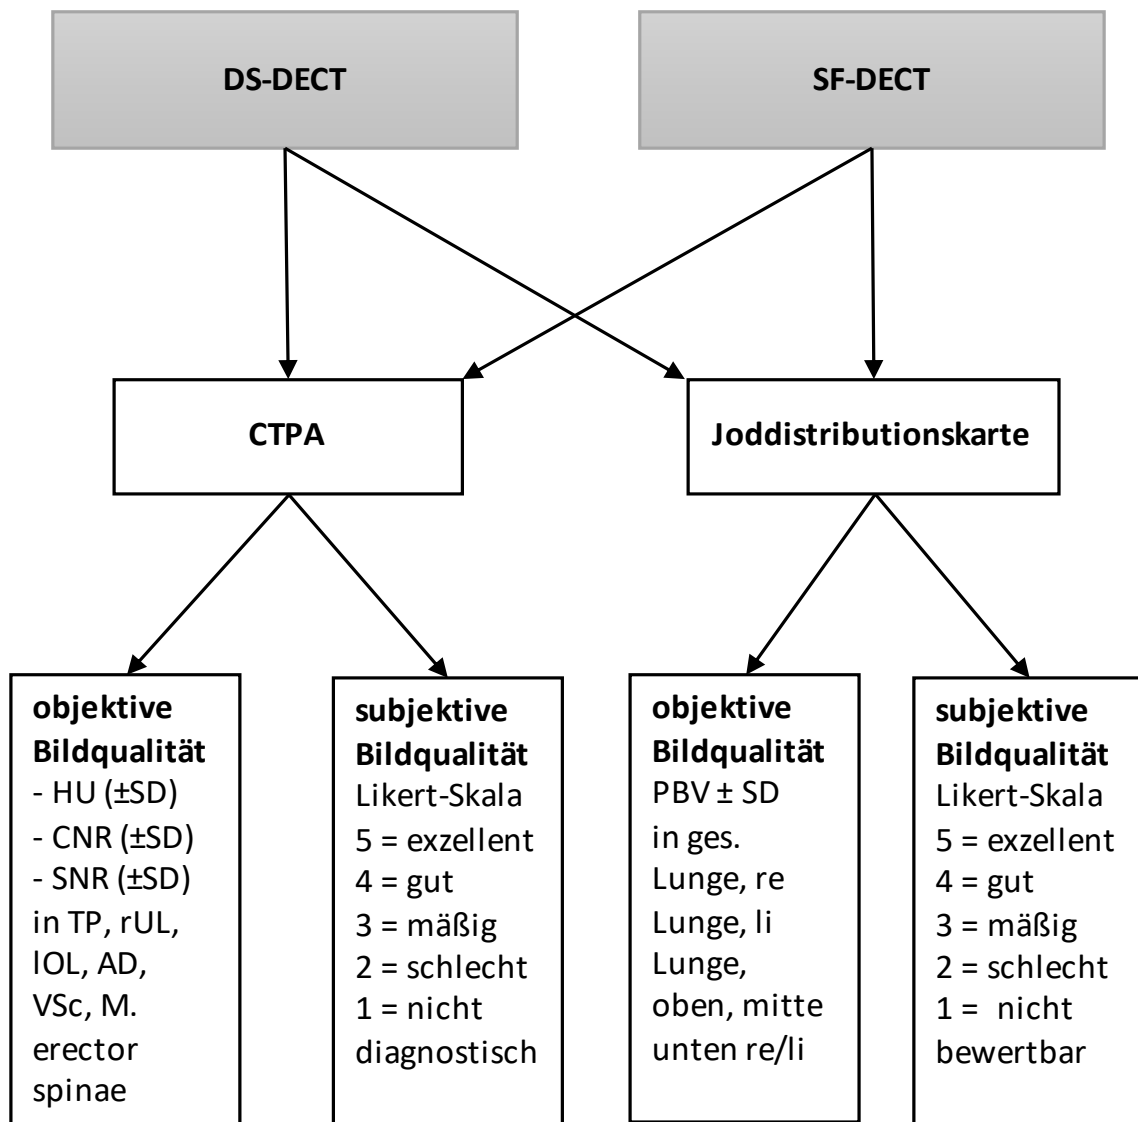 DS-DECT
SF-DECT
CTPA
Joddistributionskarte
objektive
Bildqualität
- HU (±SD)
- CNR (±SD)
- SNR (±SD)
in TP, rUL,
lOL, AD,
VSc, M.
erector
spinae
subjektive
Bildqualität
Likert-Skala
5 = exzellent
4 = gut
3 = mäßig
2 = schlecht
1 = nicht
diagnostisch
objektive
Bildqualität
PBV ± SD
in ges.
Lunge, re
Lunge, li
Lunge,
oben, mitte
unten re/li
subjektive
Bildqualität
Likert-Skala
5 = exzellent
4 = gut
3 = mäßig
2 = schlecht
1 =  nicht
bewertbar